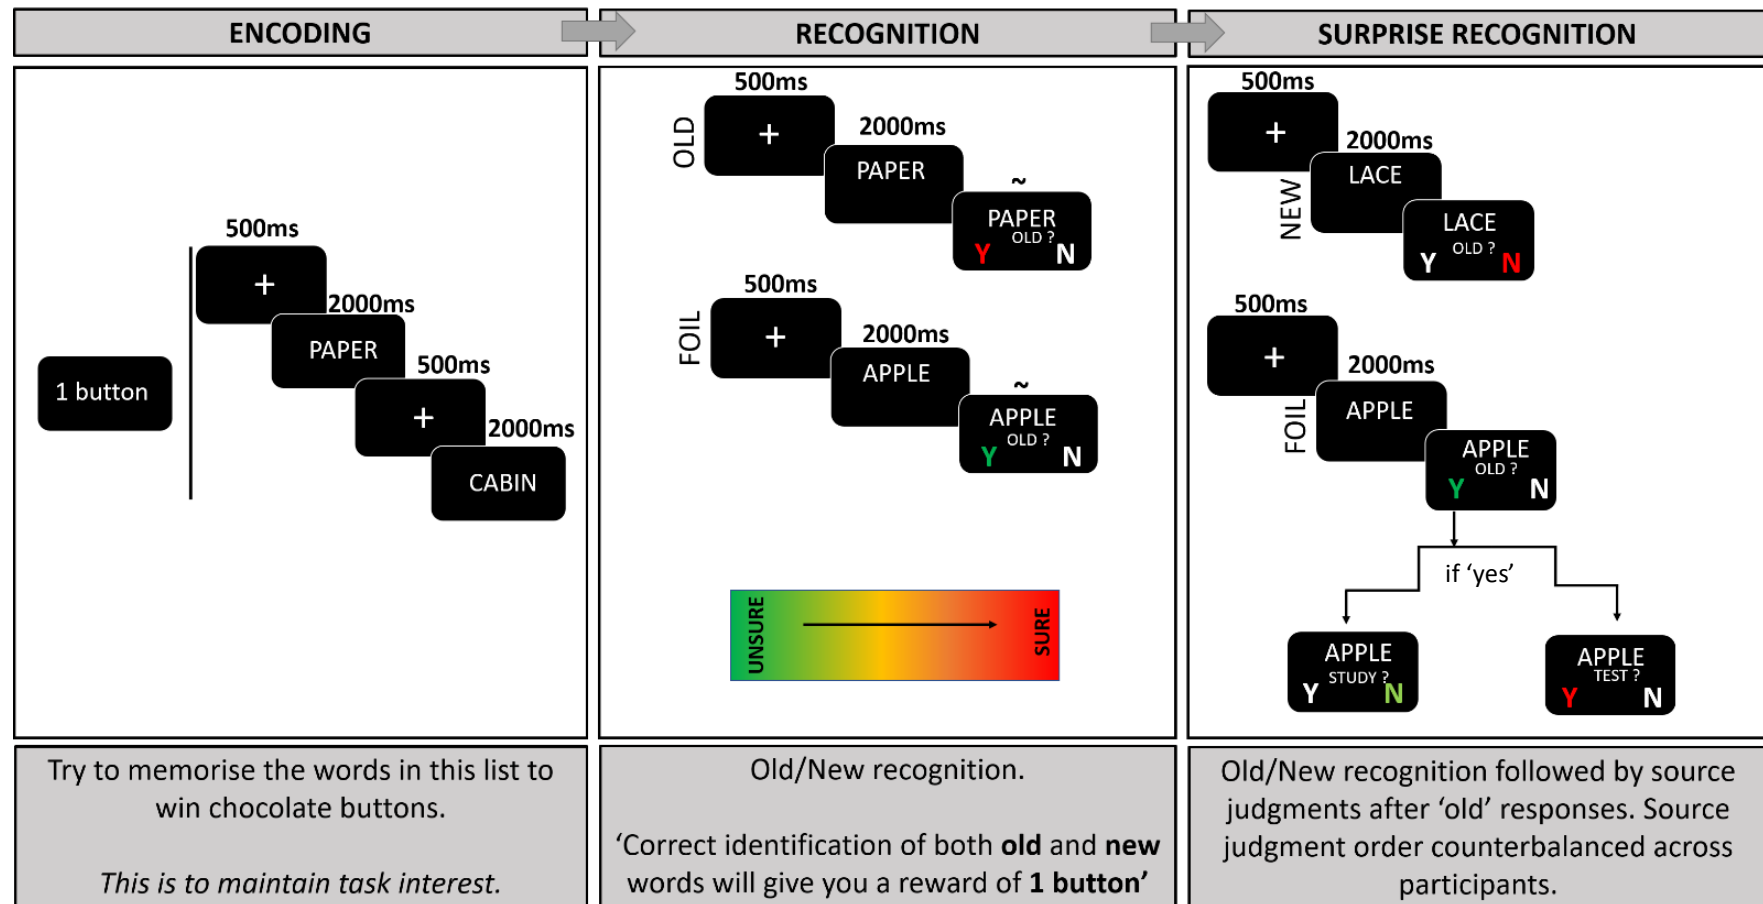 ENCODING
RECOGNITION
SURPRISE RECOGNITION
1 button
500ms
+
2000ms
PAPER
500ms
+
2000ms
CABIN
OLD
500ms
+
2000ms
PAPER
~
PAPER
OLD ?
Y N
FOIL
500ms
+
2000ms
APPLE
~
APPLE
OLD ?
Y N
UNSURE
SURE
500ms
+
NEW
2000ms
LACE
LACE
OLD ?
Y N
500ms
+
FOIL
2000ms
APPLE
APPLE
OLD ?
Y N
if ‘yes’
APPLE
STUDY ?
Y N
APPLE
TEST ?
Y N
Try to memorise the words in this list to
win chocolate buttons.
This is to maintain task interest.
Old/New recognition.
‘Correct identification of both old and new
words will give you a reward of 1 button’
Old/New recognition followed by source
judgments after ‘old’ responses. Source
judgment order counterbalanced across
participants.